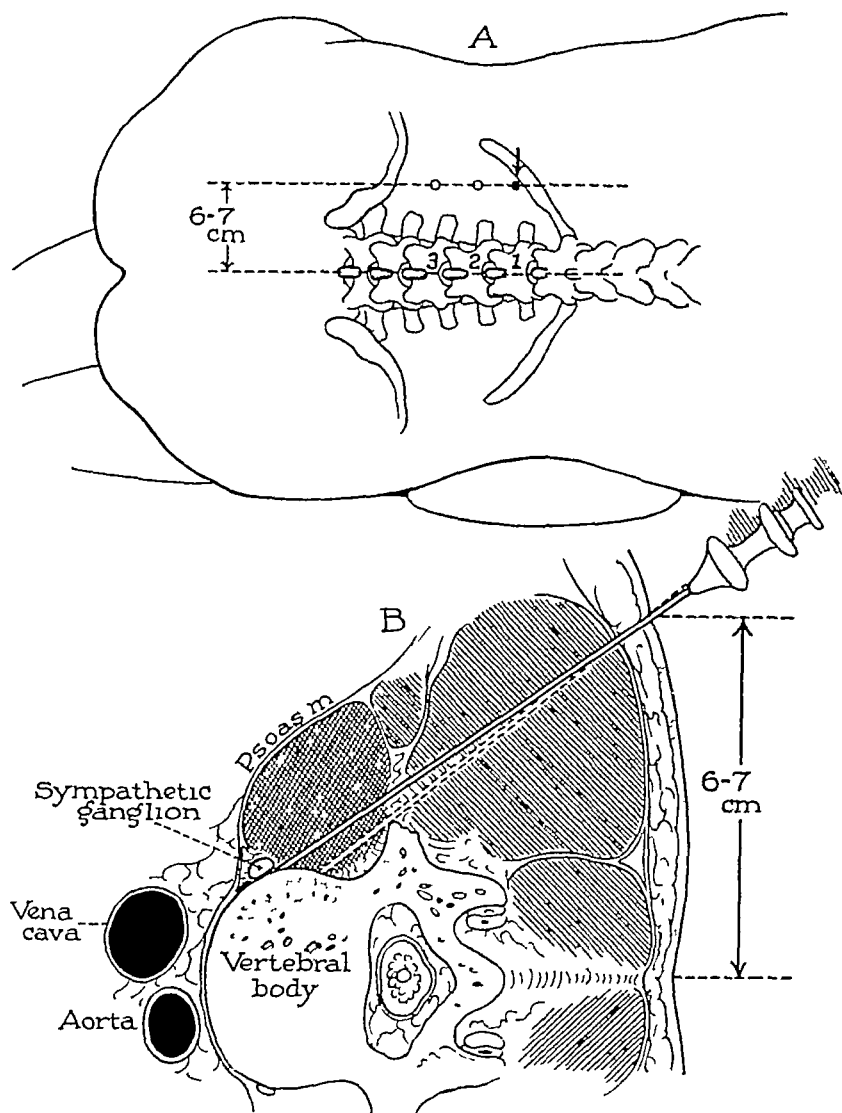 A
6-7
cm
3 2 1
B
Psoas m
Sympathetic
ganglion
6-7
cm
Vena
cava
Vertebral
body
Aorta